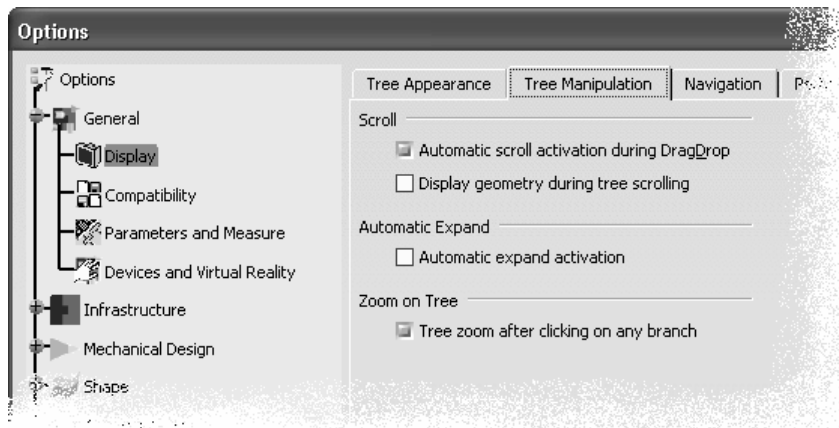 Options
Options
General
Display
Compatibility
Parameters and Measure
Devices and Virtual Reality
Infrastructure
Mechanical Design
Shape
Tree Appearance
Tree Manipulation
Navigation
Scroll
Automatic scroll activation during DragDrop
Display geometry during tree scrolling
Automatic Expand
Automatic expand activation
Zoom on Tree
Tree zoom after clicking on any branch